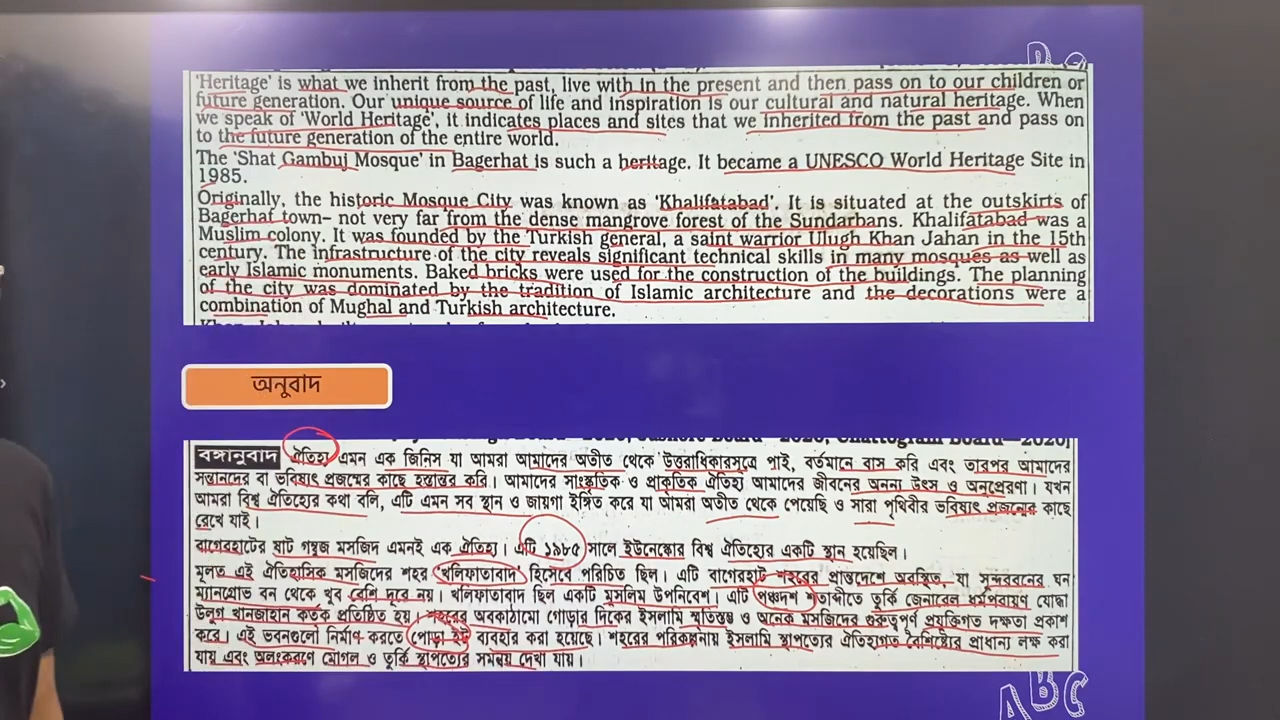 'Heritage' is what we inherit from the past, live with in the present and then pass on to our children or
future generation. Our unique source of life and inspiration is our cultural and natural heritage. When
we speak of 'World Heritage', it indicates places and sites that we inherited from the past and pass on
to the future generation of the entire world.
The 'Shat Gambuj Mosque' in Bagerhat is such a heritage. It became a UNESCO World Heritage Site in
1985.
Originally, the historic Mosque City was known as 'Khalifatabad'. It is situated at the outskirts of
Bagerhat town– not very far from the dense mangrove forest of the Sundarbans. Khalifatabad was a
Muslim colony. It was founded by the Turkish general, a saint warrior Ulugh Khan Jahan in the 15th
century. The infrastructure of the city reveals significant technical skills in many mosques as well as
early Islamic monuments. Baked bricks were used for the construction of the buildings. The planning
of the city was dominated by the tradition of Islamic architecture and the decorations were a
combination of Mughal and Turkish architecture.
অনুবাদ
বঙ্গানুবাদ ঐতিহ্য এমন এক জিনিস যা আমরা আমাদের অতীত থেকে উত্তরাধিকারসূত্রে পাই, বর্তমানে বাস করি এবং তারপর আমাদের
সন্তানদের বা ভবিষ্যৎ প্রজন্মের কাছে হস্তান্তর করি। আমাদের সাংস্কৃতিক ও প্রাকৃতিক ঐতিহ্য আমাদের জীবনের অনন্য উৎস ও অনুপ্রেরণা। যখন
আমরা বিশ্ব ঐতিহ্যের কথা বলি, এটি এমন সব স্থান ও জায়গা ইঙ্গিত করে যা আমরা অতীত থেকে পেয়েছি ও সারা পৃথিবীর ভবিষ্যৎ প্রজন্মের কাছে
রেখে যাই।
বাগেরহাটের ষাট গম্বুজ মসজিদ এমনই এক ঐতিহ্য। এটি ১৯৮৫ সালে ইউনেস্কোর বিশ্ব ঐতিহ্যের একটি স্থান হয়েছিল।
মূলত এই ঐতিহাসিক মসজিদের শহর 'খলিফাতাবাদ' হিসেবে পরিচিত ছিল। এটি বাগেরহাট শহরের প্রান্তদেশে অবস্থিত, যা সুন্দরবনের ঘন
ম্যানগ্রোভ বন থেকে খুব বেশি দূরে নয়। খলিফাতাবাদ ছিল একটি মুসলিম উপনিবেশ। এটি পঞ্চদশ শতাব্দীতে তুর্কি জেনারেল ধর্মপরায়ণ যোদ্ধা
উলুগ খানজাহান কর্তৃক প্রতিষ্ঠিত হয়। শহরের অবকাঠামো গোড়ার দিকের ইসলামি স্মৃতিস্তম্ভ ও অনেক মসজিদের গুরুত্বপূর্ণ প্রযুক্তিগত দক্ষতা প্রকাশ
করে। এই ভবনগুলো নির্মাণ করতে পোড়া ইট ব্যবহার করা হয়েছে। শহরের পরিকল্পনায় ইসলামি স্থাপত্যের ঐতিহ্যগত বৈশিষ্ট্যের প্রাধান্য লক্ষ করা
যায় এবং অলংকরণে মোগল ও তুর্কি স্থাপত্যের সমন্বয় দেখা যায়।
ABC